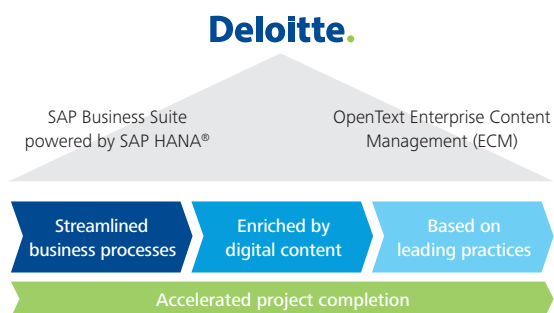 Deloitte.
SAP Business Suite
powered by SAP HANA®
OpenText Enterprise Content
Management (ECM)
Streamlined
business processes
Enriched by
digital content
Based on
leading practices
Accelerated project completion